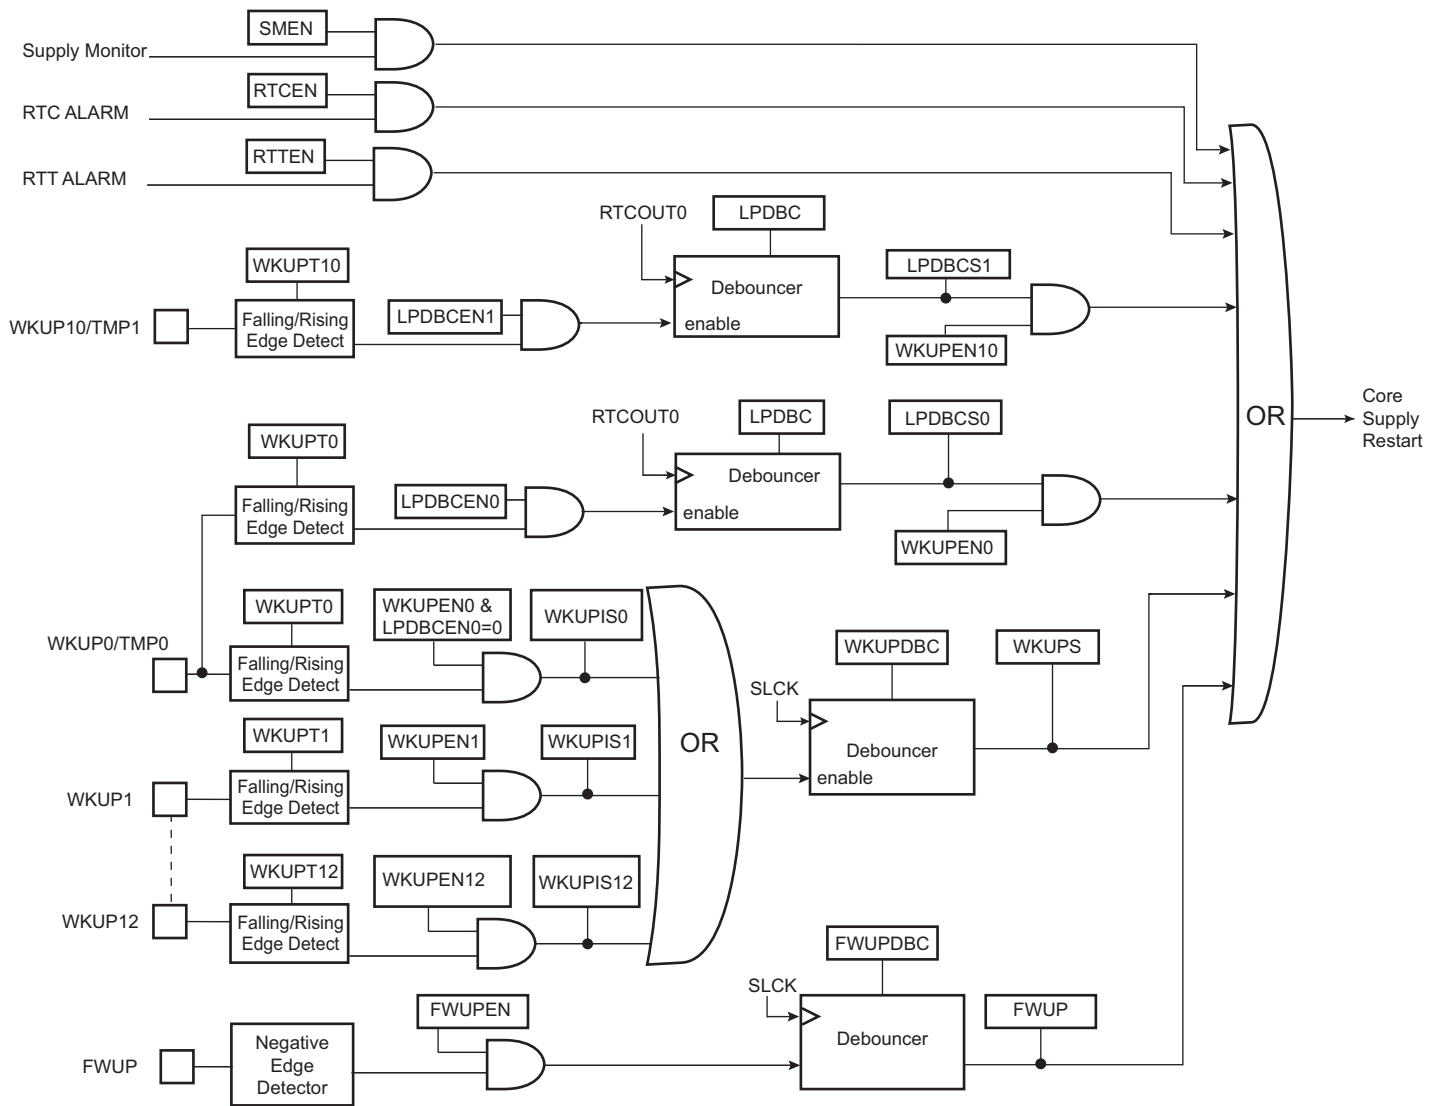 SMEN
Supply Monitor
RTCEN
RTC ALARM
RTTEN
RTT ALARM
RTCOUT0
LPDBC
WKUPT10
LPDBCS1
Debouncer
LPDBCEN1
WKUP10/TMP1
Falling/Rising
Edge Detect
enable
WKUPEN10
RTCOUT0
LPDBC
LPDBCS0
Core
Supply
Restart
OR
WKUPT0
Debouncer
Falling/Rising
Edge Detect
LPDBCEN0
enable
WKUPEN0
WKUPT0
WKUPEN0 &
LPDBCEN0=0
WKUPIS0
WKUP0/TMP0
Falling/Rising
Edge Detect
WKUPDBC
WKUPS
SLCK
WKUPT1
WKUPEN1
WKUPIS1
OR
Debouncer
enable
WKUP1
Falling/Rising
Edge Detect
WKUPT12
WKUPEN12
WKUPIS12
WKUP12
Falling/Rising
Edge Detect
FWUPDBC
SLCK
FWUPEN
FWUP
Debouncer
FWUP
Negative
Edge
Detector